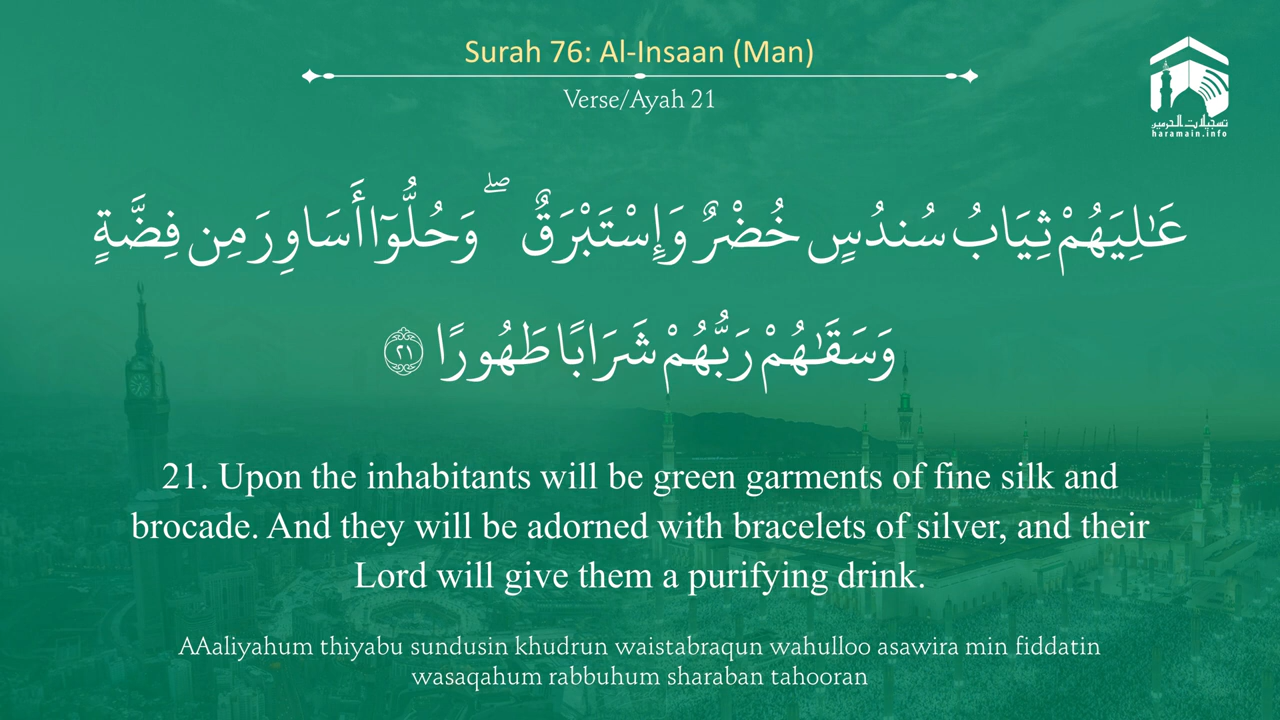 Surah 76: Al-Insaan (Man)
Verse/Ayah 21
تسجيلات الحرمين
haramain.info
عَـٰلِيَهُمْ ثِيَابُ سُندُسٍ خُضْرٌ وَإِسْتَبْرَقٌ ۖ وَحُلُّوٓا۟ أَسَاوِرَ مِن فِضَّةٍ
وَسَقَىٰهُمْ رَبُّهُمْ شَرَابًا طَهُورًا ۝٢١
21. Upon the inhabitants will be green garments of fine silk and
brocade. And they will be adorned with bracelets of silver, and their
Lord will give them a purifying drink.
AAaliyahum thiyabu sundusin khudrun waistabraqun wahulloo asawira min fiddatin
wasaqahum rabbuhum sharaban tahooran